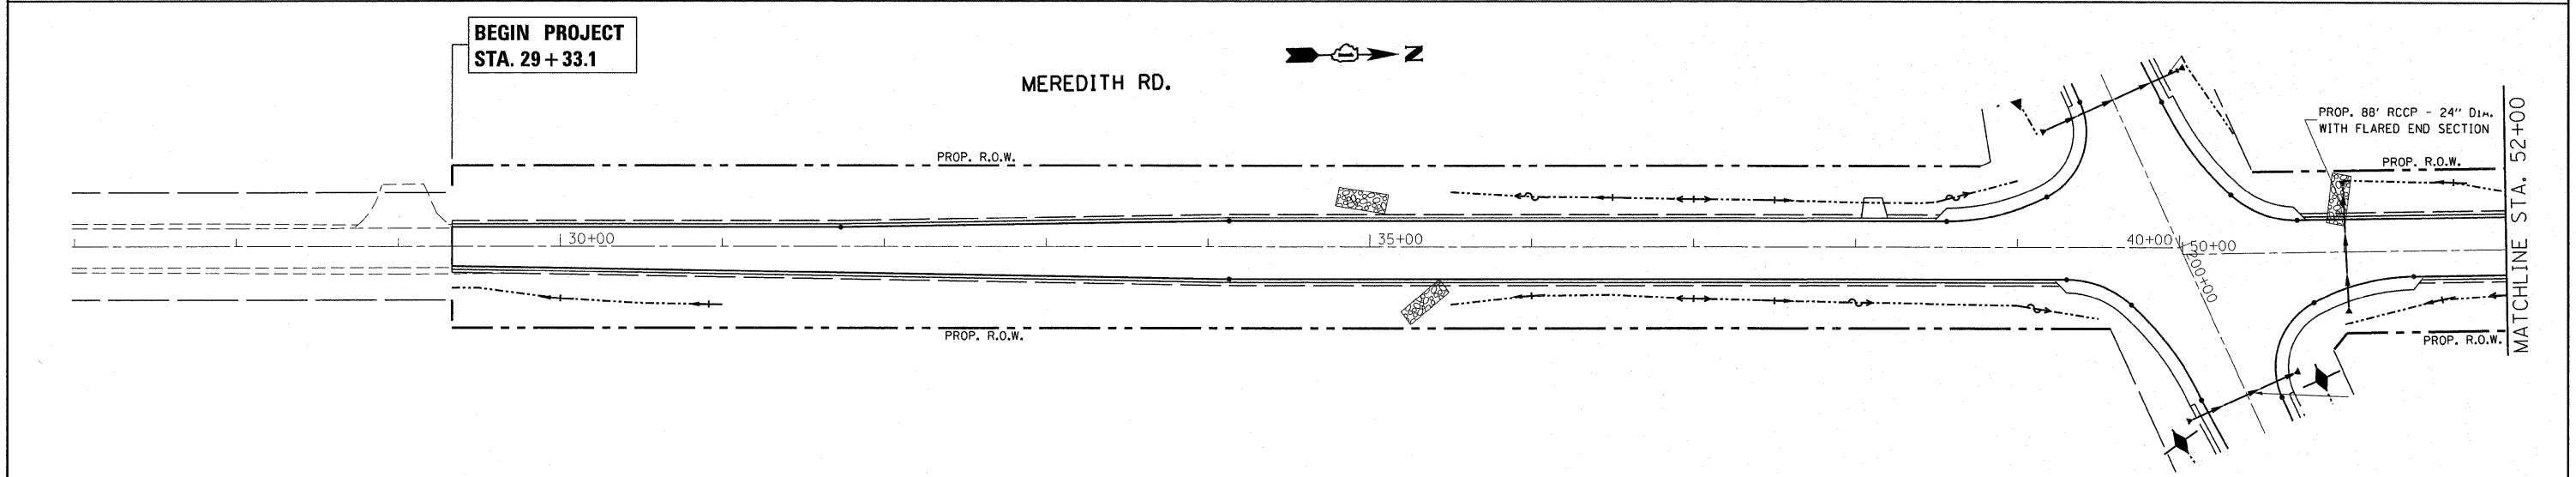 BEGIN PROJECT
STA. 29+33.1
N
MEREDITH RD.
PROP. 88' RCCP - 24" DIA.
WITH FLARED END SECTION
PROP. R.O.W.
PROP. R.O.W.
30+00
35+00
40+00
50+00
200+00
PROP. R.O.W.
PROP. R.O.W.
MATCHLINE STA. 52+00